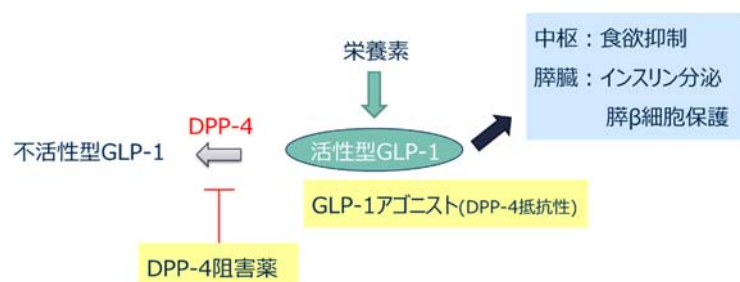 栄養素
中枢：食欲抑制
膵臓：インスリン分泌
膵β細胞保護
DPP-4
不活性型GLP-1
活性型GLP-1
GLP-1アゴニスト(DPP-4抵抗性)
DPP-4阻害薬